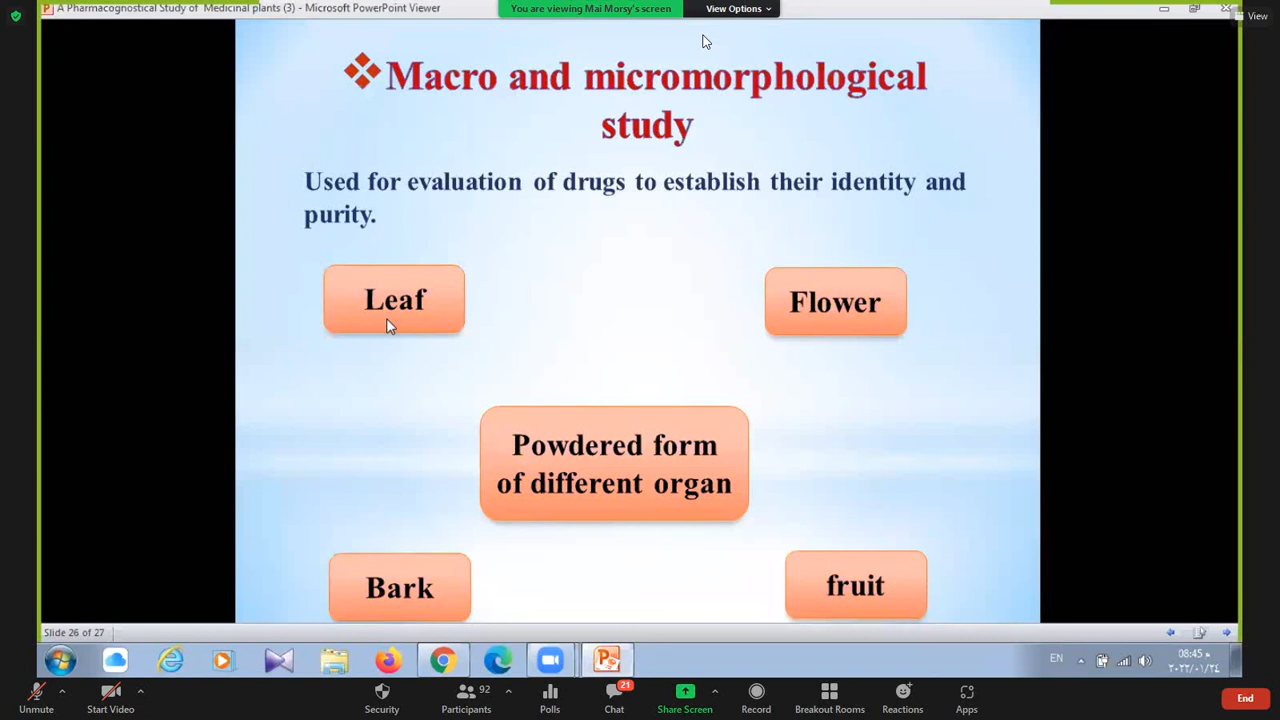 A Pharmacognostical Study of Medicinal plants (3) - Microsoft PowerPoint Viewer
You are viewing Mai Morsy's screen
View Options
View
Macro and micromorphological
study
Used for evaluation of drugs to establish their identity and
purity.
Leaf
Flower
Powdered form
of different organ
Bark
fruit
Slide 26 of 27
EN
08:45 م
٢٠٢٢/٠١/٢٤
Unmute
Start Video
Security
Participants
92
Polls
Chat
21
Share Screen
Record
Breakout Rooms
Reactions
Apps
End